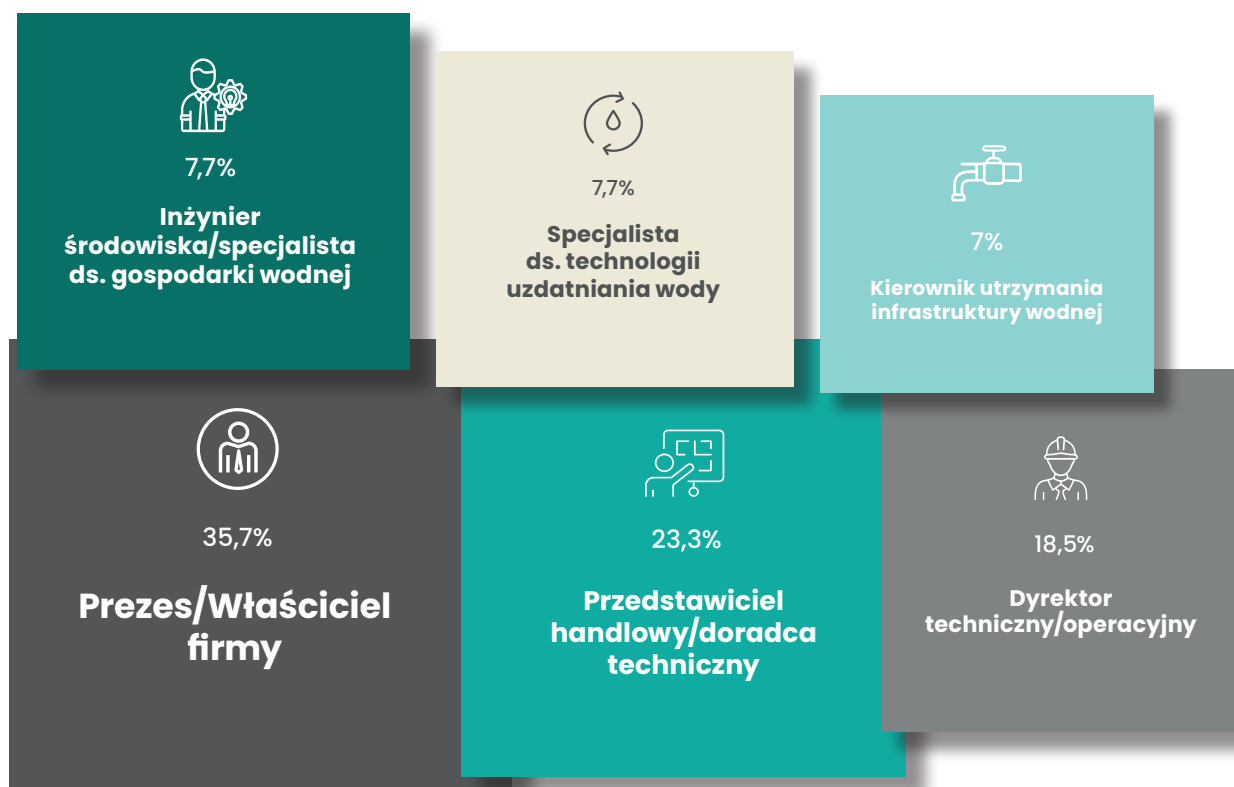 7,7%
Inżynier
środowiska/specjalista
ds. gospodarki wodnej
7,7%
Specjalista
ds. technologii
uzdatniania wody
7%
Kierownik utrzymania
infrastruktury wodnej
35,7%
Prezes/Właściciel
firmy
23,3%
Przedstawiciel
handlowy/doradca
techniczny
18,5%
Dyrektor
techniczny/operacyjny